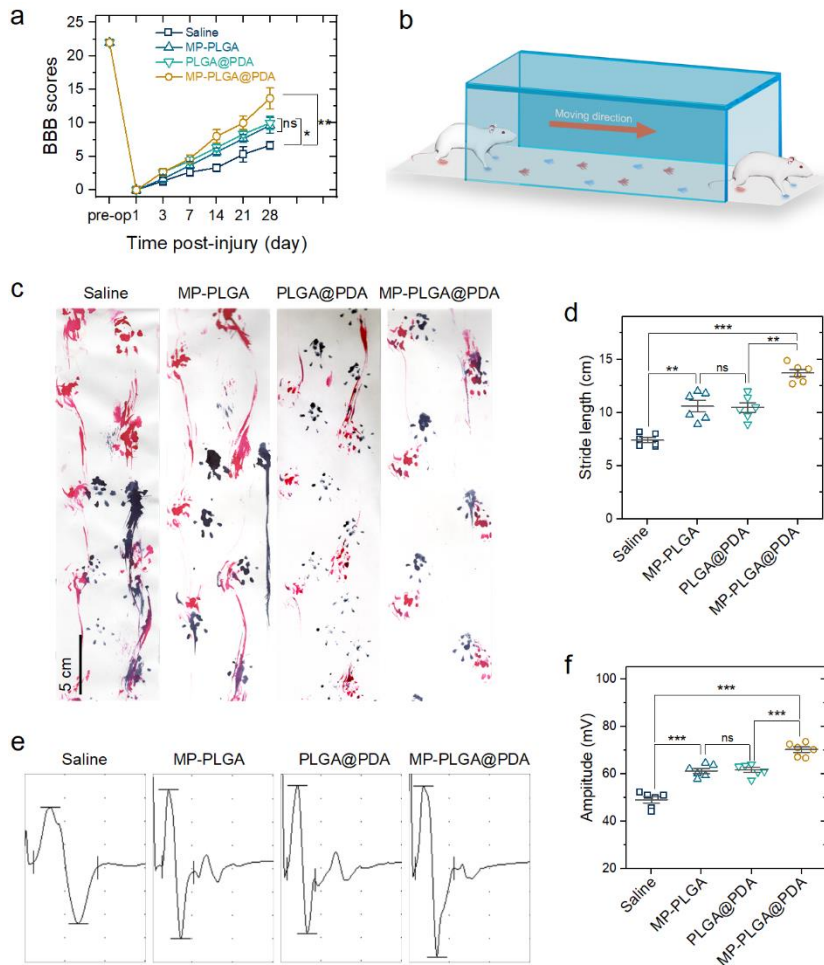 a
25
20
15
10
5
0
BBB scores
Saline
MP-PLGA
PLGA@PDA
MP-PLGA@PDA
ns
*
**
pre-op 1 3 7 14 21 28
Time post-injury (day)
b
Moving direction
c
Saline MP-PLGA PLGA@PDA MP-PLGA@PDA
5 cm
d
***
**
** ns
15
10
5
0
Stride length (cm)
Saline
MP-PLGA
PLGA@PDA
MP-PLGA@PDA
e
Saline MP-PLGA PLGA@PDA MP-PLGA@PDA
f
100
80
60
40
20
Ampiitude (mV)
***
***
*** ns
Saline
MP-PLGA
PLGA@PDA
MP-PLGA@PDA